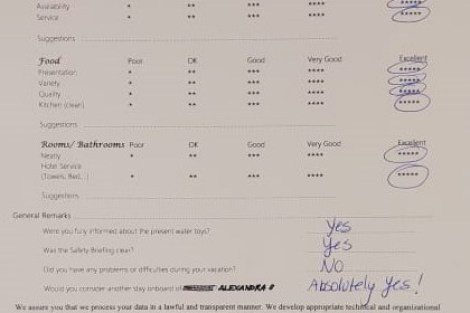 Availability * ** *** **** *****
Service * ** *** **** *****
Suggestions
Food Poor OK Good Very Good Excellent
Presentation * ** *** **** *****
Variety * ** *** **** *****
Quality * ** *** **** *****
Kitchen (clean) * ** *** **** *****
Suggestions
Rooms/ Bathrooms Poor OK Good Very Good Excellent
Neatly * ** *** **** *****
Hotel Service
(Towels, Bed,..) * ** *** **** *****
Suggestions
General Remarks
Were you fully informed about the present water toys? Yes
Was the Safety Briefing clear? Yes
Did you have any problems or difficulties during your vacation? NO
Would you consider another stay onboard of ALEXANDRA Absolutely yes!
We assure you that we process your data in a lawful and transparent manner. We develop appropriate technical and organizational